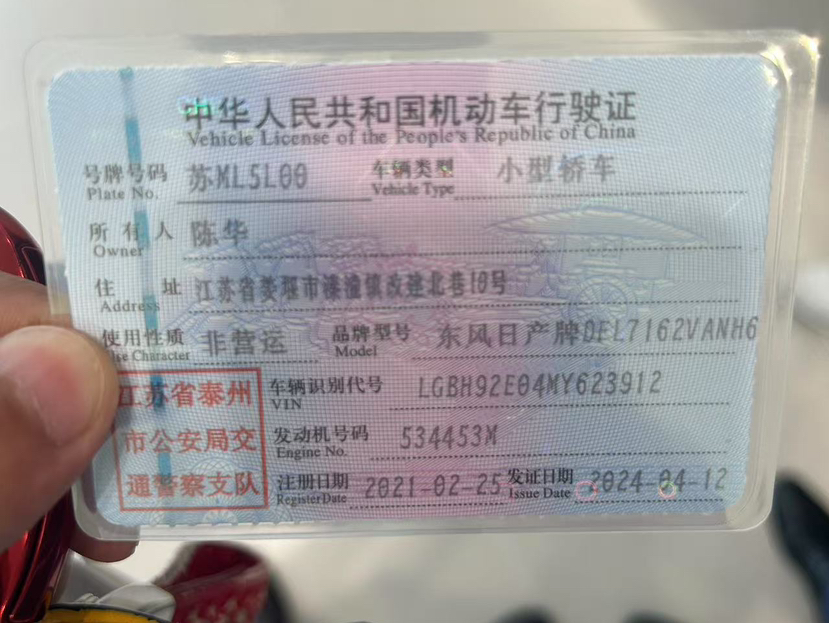 中华人民共和国机动车行驶证
Vehicle License of the People's Republic of China
号牌号码 苏ML5L00 车辆类型 小型轿车
Plate No. Vehicle Type
所有人 陈华
Owner
住址 江苏省姜堰市溱潼镇改建北巷10号
Address
使用性质 非营运 品牌型号 东风日产牌DFL7162VANH6
Use Character Model
车辆识别代号 LGBH92E04MY623912
VIN
发动机号码 534453M
Engine No.
江苏省泰州
市公安局交
通警察支队
注册日期 2021-02-25 发证日期 2024-04-12
Register Date Issue Date